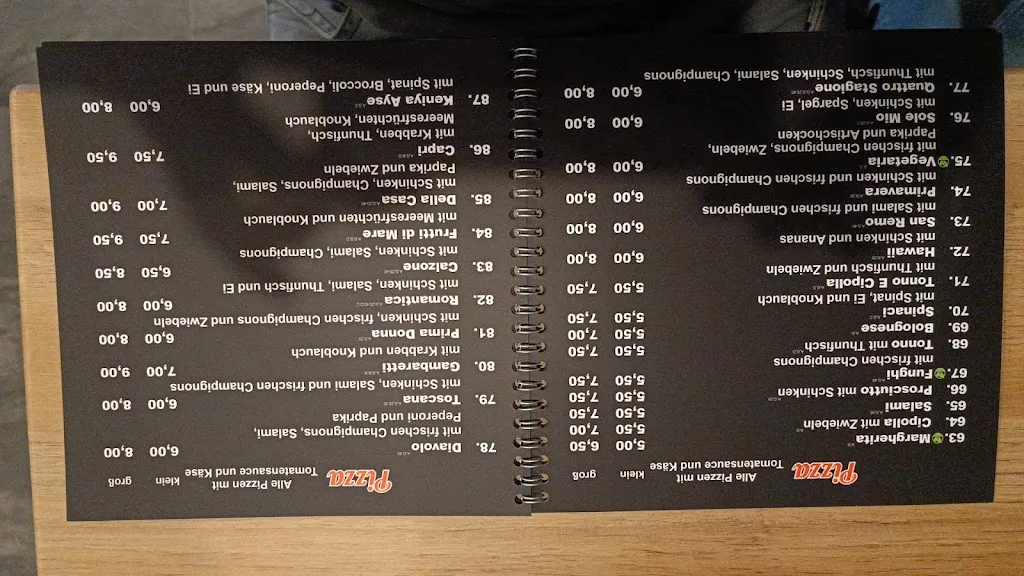 Pizza
Alle Pizzen mit
Tomatensauce und Käse
klein groß
63. Margherita 5,00 6,50
64. Cipolla mit Zwiebeln 5,50 7,00
65. Salami 5,50 7,50
66. Prosciutto mit Schinken 5,50 7,50
67. Funghi 5,50 7,50
mit frischen Champignons
68. Tonno mit Thunfisch 5,50 7,50
69. Bolognese 5,50 7,00
70. Spinaci 5,50 7,50
mit Spinat, Ei und Knoblauch
71. Tonno E Cipolla 5,50 7,50
mit Thunfisch und Zwiebeln
72. Hawaii 6,00 8,00
mit Schinken und Ananas
73. San Remo 6,00 8,00
mit Salami und frischen Champignons
74. Primavera 6,00 8,00
mit Schinken und frischen Champignons
75. Vegetaria 6,00 8,00
mit frischen Champignons, Zwiebeln,
Paprika und Artischocken
76. Sole Mio 6,00 8,00
mit Schinken, Spargel, Ei
77. Quattro Stagione 6,00 8,00
mit Thunfisch, Schinken, Salami, Champignons
Pizza
Alle Pizzen mit
Tomatensauce und Käse
klein groß
78. Diavolo 6,00 8,00
mit frischen Champignons, Salami,
Peperoni und Paprika
79. Toscana 6,00 8,00
mit Schinken, Salami und frischen Champignons
80. Gambaretti 7,00 9,00
mit Krabben und Knoblauch
81. Prima Donna 6,00 8,00
mit Schinken, frischen Champignons und Zwiebeln
82. Romantica 6,00 8,00
mit Schinken, Salami, Thunfisch und Ei
83. Calzone 6,50 8,50
mit Schinken, Salami, Champignons
84. Frutti di Mare 7,50 9,50
mit Meeresfrüchten und Knoblauch
85. Della Casa 7,00 9,00
mit Schinken, Champignons, Salami,
Paprika und Zwiebeln
86. Capri 7,50 9,50
mit Krabben, Thunfisch,
Meeresfrüchten, Knoblauch
87. Keniya Ayse 6,00 8,00
mit Spinat, Broccoli, Peperoni, Käse und Ei